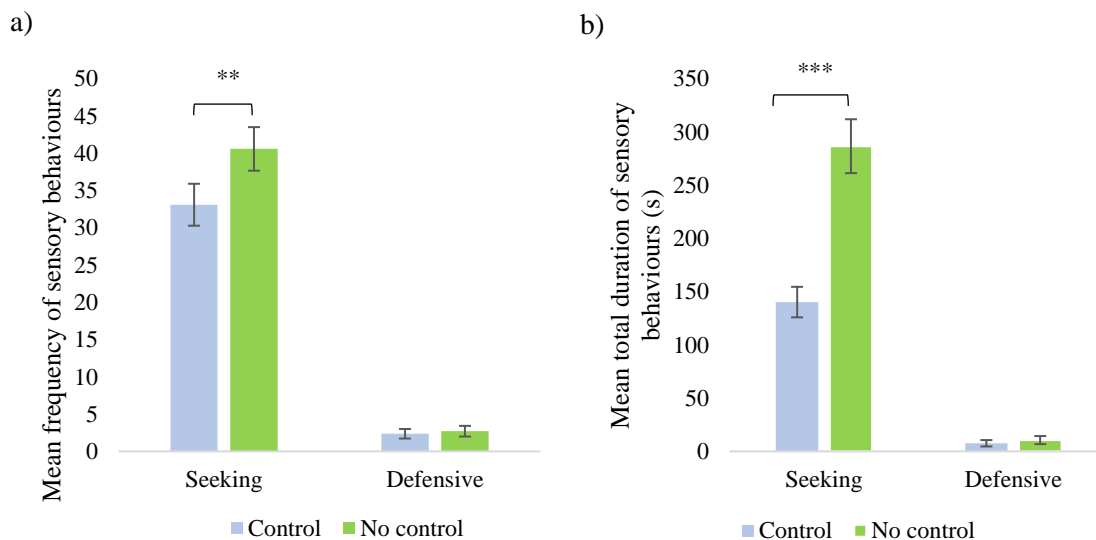 a)
Mean frequency of sensory behaviours
50
45
40
35
30
25
20
15
10
5
0
**
Seeking
Defensive
Control
No control
b)
Mean total duration of sensory
behaviours (s)
350
300
250
200
150
100
50
0
***
Seeking
Defensive
Control
No control